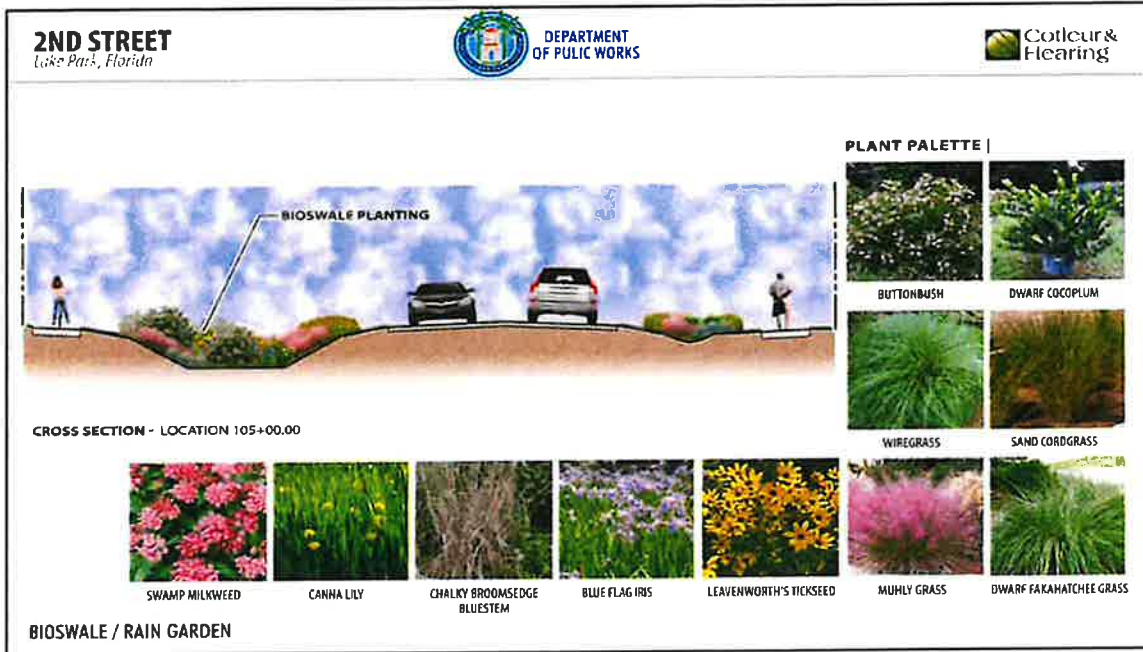 2ND STREET
Lake Park, Florida
DEPARTMENT
OF PULIC WORKS
Cotleur &
Hearing
PLANT PALETTE |
BIOSWALE PLANTING
BUTTONBUSH
DWARF COCOPLUM
WIREGRASS
SAND CORDGRASS
CROSS SECTION - LOCATION 105+00.00
SWAMP MILKWEED
CANNA LILY
CHALKY BROOMSEDGE
BLUESTEM
BLUE FLAG IRIS
LEAVENWORTH'S TICKSEED
MUHLY GRASS
DWARF FAKAHATCHEE GRASS
BIOSWALE / RAIN GARDEN